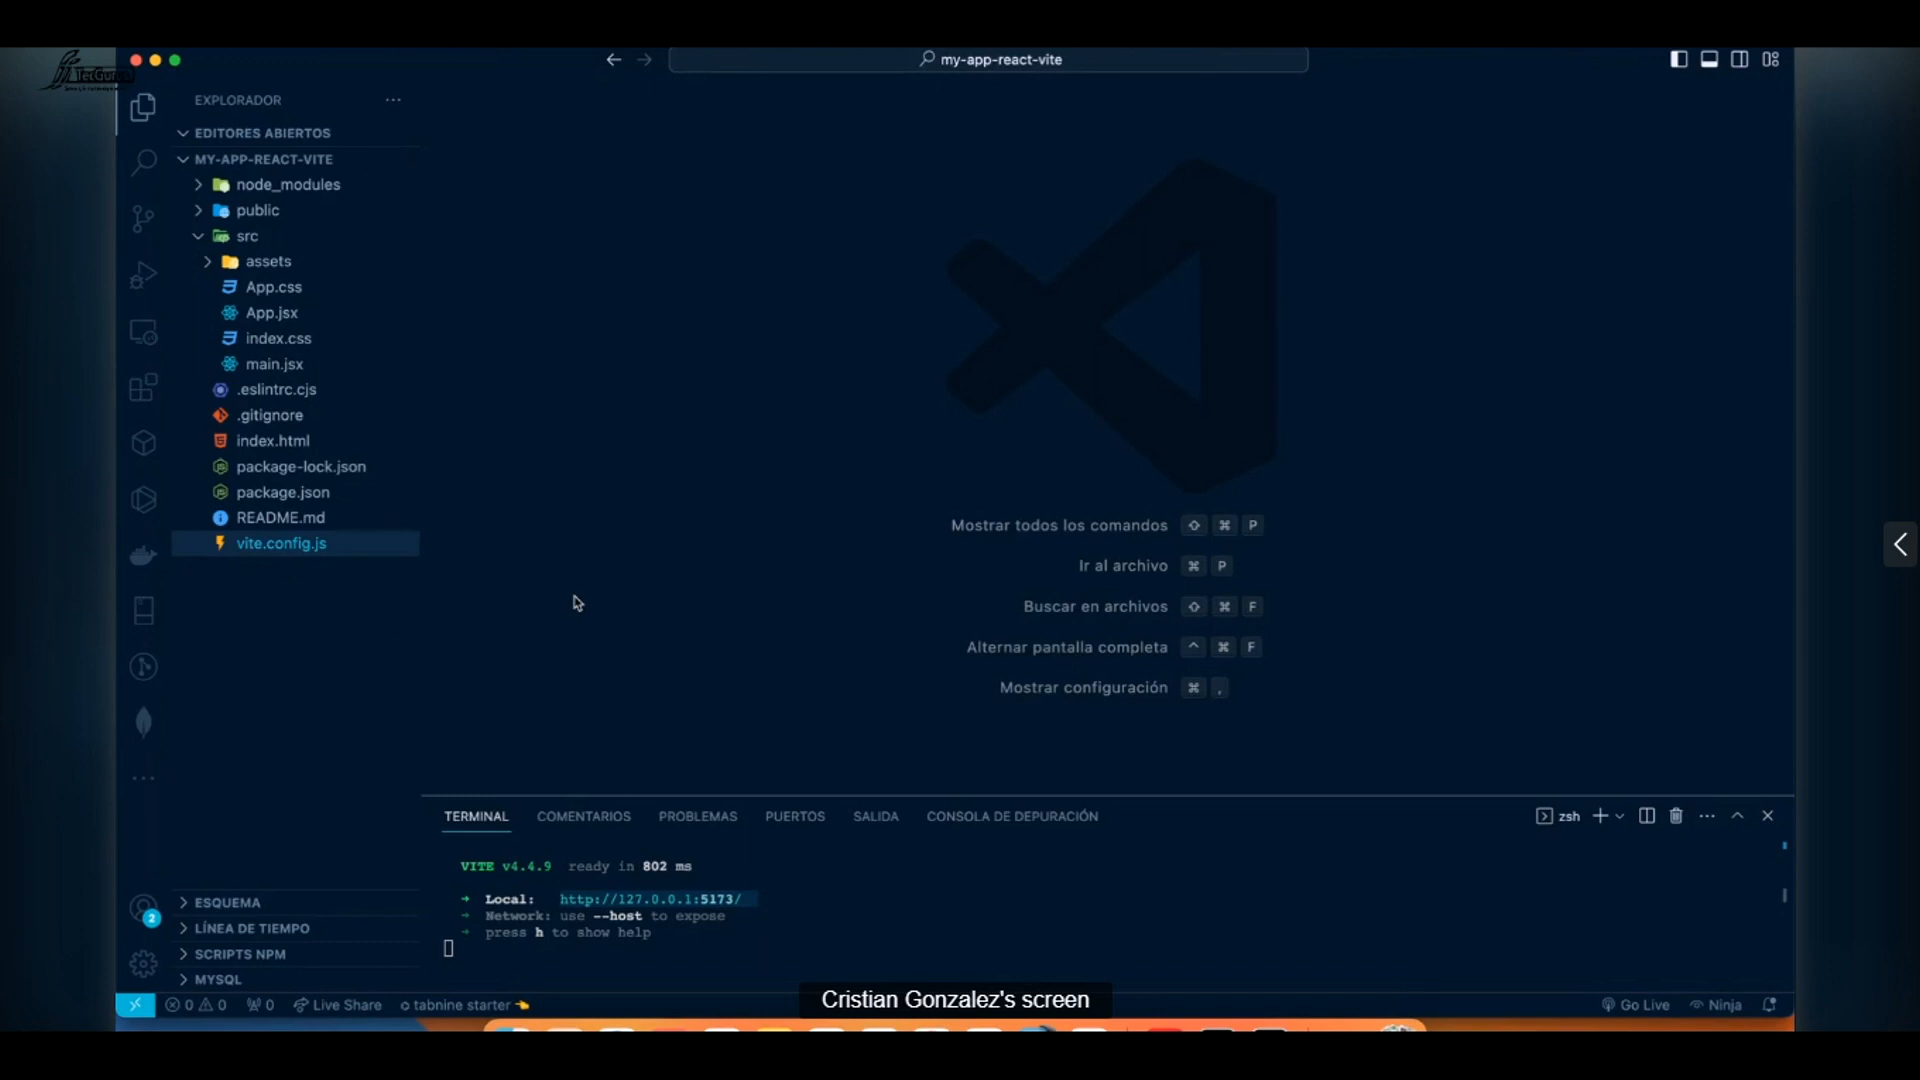 TecGurus
my-app-react-vite
EXPLORADOR
EDITORES ABIERTOS
MY-APP-REACT-VITE
node_modules
public
src
assets
App.css
App.jsx
index.css
main.jsx
.eslintrc.cjs
.gitignore
index.html
package-lock.json
package.json
README.md
vite.config.js
Mostrar todos los comandos ⇧ ⌘ P
Ir al archivo ⌘ P
Buscar en archivos ⇧ ⌘ F
Alternar pantalla completa ^ ⌘ F
Mostrar configuración ⌘ ,
TERMINAL COMENTARIOS PROBLEMAS PUERTOS SALIDA CONSOLA DE DEPURACIÓN zsh
VITE v4.4.9 ready in 802 ms
➜ Local: http://127.0.0.1:5173/
➜ Network: use --host to expose
➜ press h to show help
2
ESQUEMA
LÍNEA DE TIEMPO
SCRIPTS NPM
MYSQL
0 0 0 Live Share tabnine starter Go Live Ninja
Cristian Gonzalez's screen